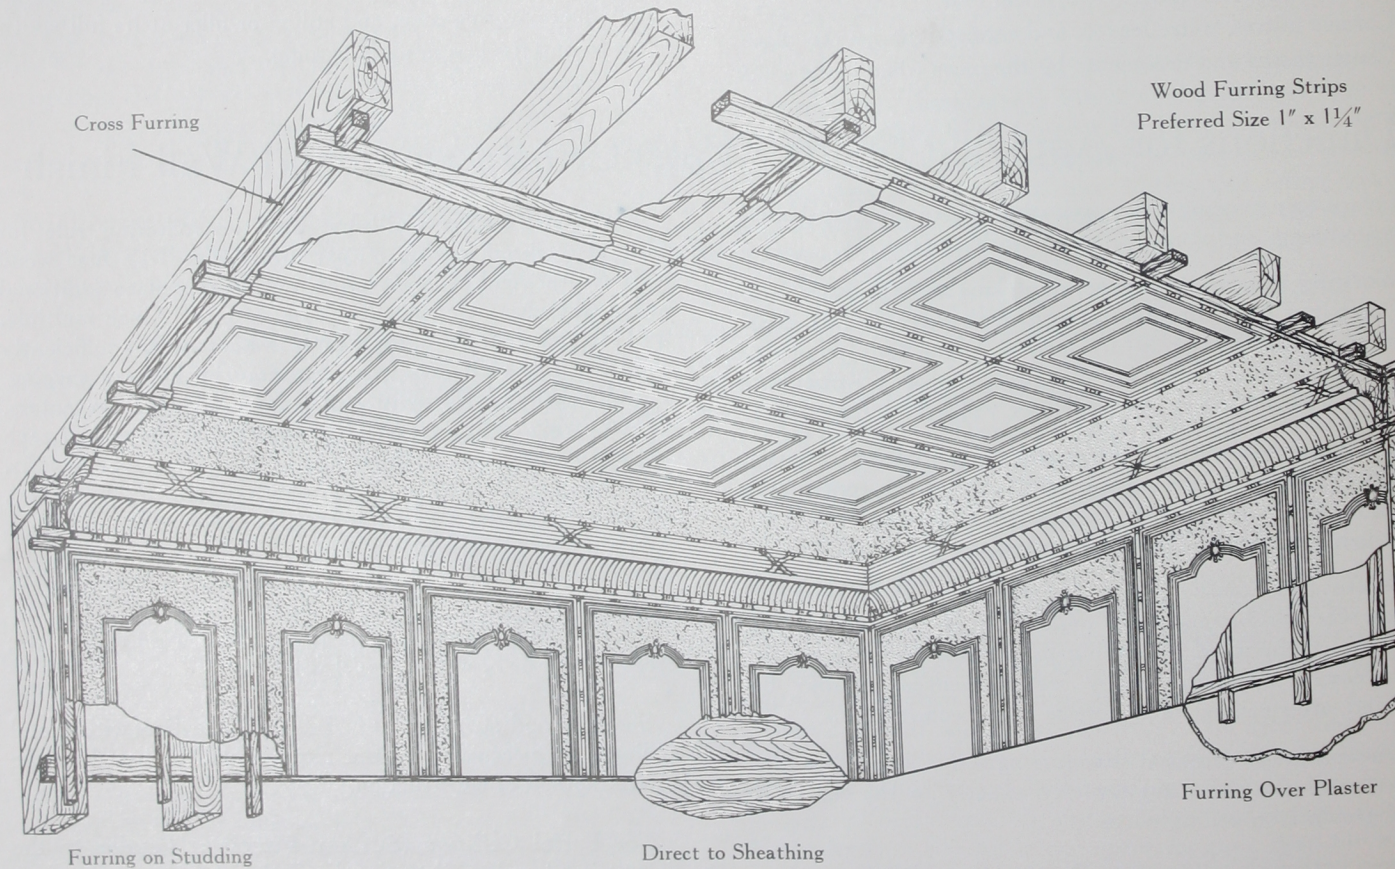 Cross Furring
Wood Furring Strips
Preferred Size 1″ x 1¼″
Furring Over Plaster
Furring on Studding
Direct to Sheathing